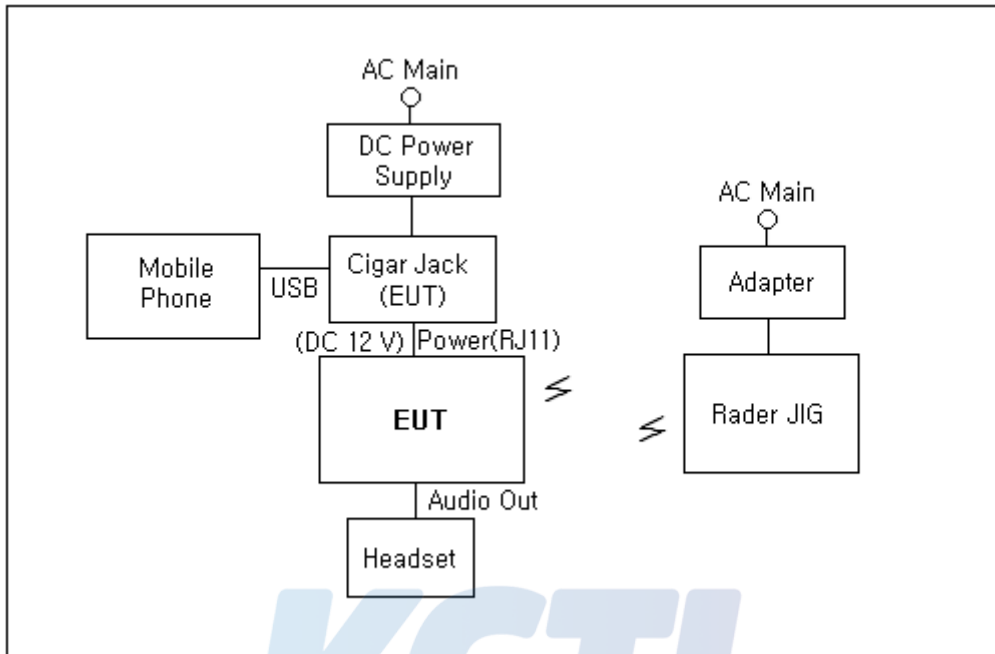 AC Main
DC Power
Supply
AC Main
Mobile
Phone
USB
Cigar Jack
(EUT)
Adapter
(DC 12 V)
Power(RJ11)
EUT
Rader JIG
Audio Out
Headset
KCTL